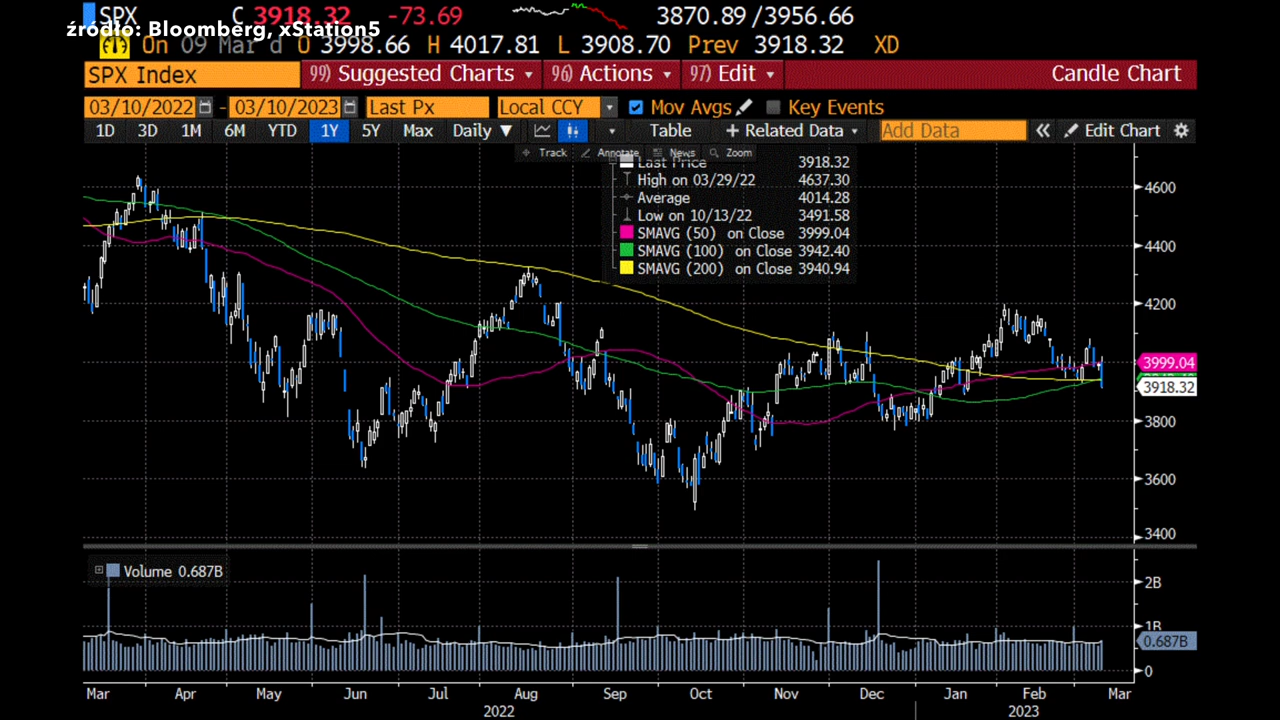 SPX C 3918.32 -73.69 3870.89 / 3956.66
źródło: Bloomberg, xStation5
On 09 Mar d O 3998.66 H 4017.81 L 3908.70 Prev 3918.32 XD
SPX Index 99) Suggested Charts 96) Actions 97) Edit Candle Chart
03/10/2022 - 03/10/2023 Last Px Local CCY Mov Avgs Key Events
1D 3D 1M 6M YTD 1Y 5Y Max Daily ▼ Table + Related Data Add Data « Edit Chart
Track Annotate News Zoom
Last Price 3918.32
High on 03/29/22 4637.30
Average 4014.28
Low on 10/13/22 3491.58
SMAVG (50) on Close 3999.04
SMAVG (100) on Close 3942.40
SMAVG (200) on Close 3940.94
4600
4400
4200
3999.04
3918.32
3800
3600
3400
Volume 0.687B
2B
1B
0.687B
0
Mar Apr May Jun Jul Aug Sep Oct Nov Dec Jan Feb Mar
2022 2023